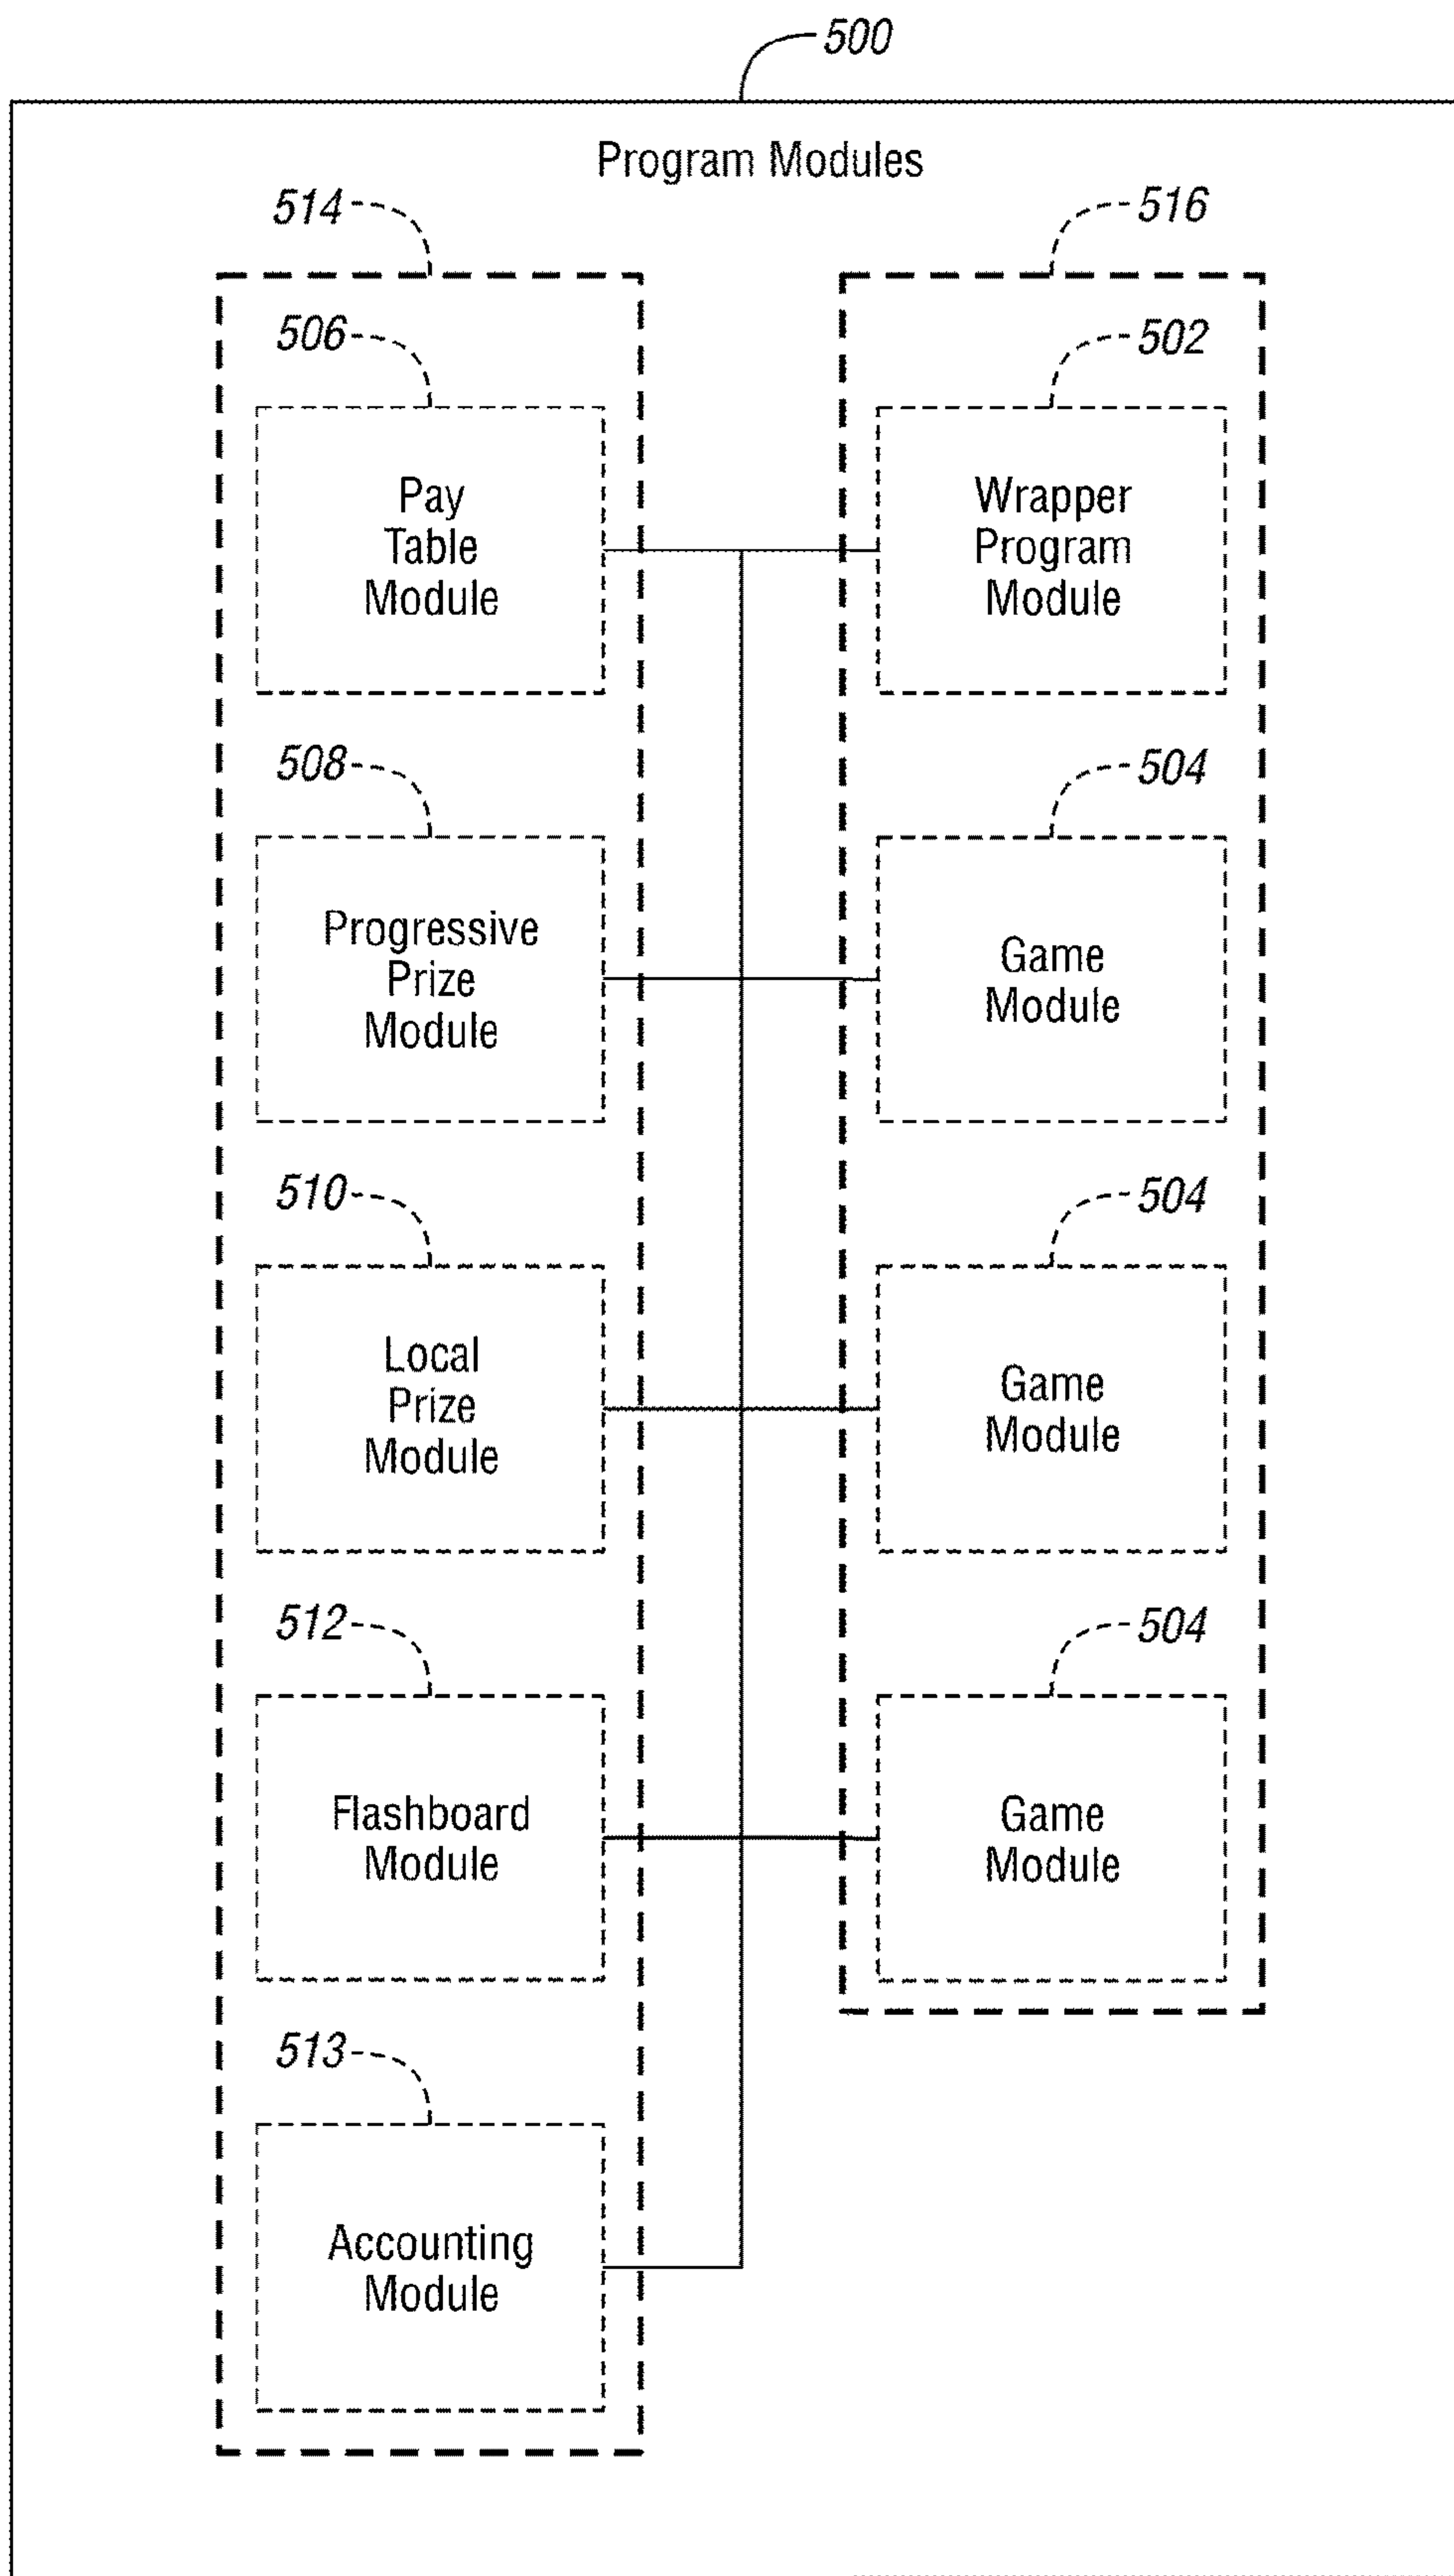 500
Program Modules
514
516
506
502
Pay
Table
Module
Wrapper
Program
Module
508
504
Progressive
Prize
Module
Game
Module
510
504
Local
Prize
Module
Game
Module
512
504
Flashboard
Module
Game
Module
513
Accounting
Module